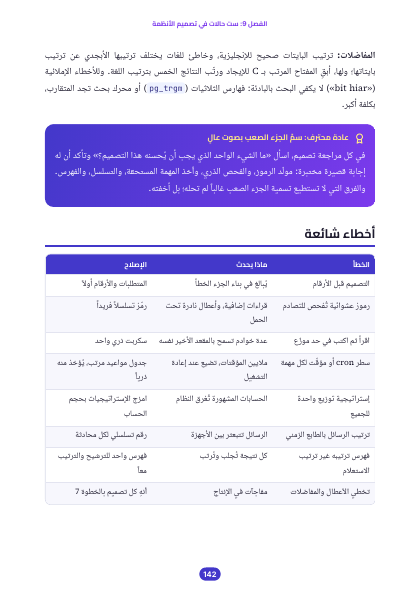 الفصل 9: ست حالات في تصميم الأنظمة
المفاضلات: ترتيب البايتات صحيح للإنجليزية، وخاطئ للغات يختلف ترتيبها الأبجدي عن ترتيب
بايتاتها؛ ولها، أبقِ المفتاح المرتب بـ C للإيجاد ورتّب النتائج الخمس بترتيب اللغة. وللأخطاء الإملائية
(«bit hiar») لا يكفي البحث بالبادئة: فهارس الثلاثيات (pg_trgm) أو محرك بحث تجد المتقارب،
بكلفة أكبر.
عادة محترف: سمِّ الجزء الصعب بصوت عالٍ
في كل مراجعة تصميم، اسأل «ما الشيء الواحد الذي يجب أن يُحسنه هذا التصميم؟» وتأكد أن له
إجابة قصيرة مختبرة: مولّد الرموز، والفحص الذري، وأخذ المهمة المستحقة، والتسلسل، والفهرس.
والفرق التي لا تستطيع تسمية الجزء الصعب غالباً لم تحله؛ بل أخفته.
أخطاء شائعة
الخطأ ماذا يحدث الإصلاح
التصميم قبل الأرقام يُبالغ في بناء الجزء الخطأ المتطلبات والأرقام أولاً
رموز عشوائية تُفحص للتصادم قراءات إضافية، وأعطال نادرة تحت رمّز تسلسلاً فريداً
الحمل
اقرأ ثم اكتب في حد موزّع عدة خوادم تسمح بالمقعد الأخير نفسه سكربت ذري واحد
سطر cron أو مؤقّت لكل مهمة ملايين المؤقتات، تضيع عند إعادة جدول مواعيد مرتب، يُؤخذ منه
التشغيل ذرياً
إستراتيجية توزيع واحدة الحسابات المشهورة تُغرق النظام امزج الإستراتيجيات بحجم
للجميع الحساب
ترتيب الرسائل بالطابع الزمني الرسائل تتبعثر بين الأجهزة رقم تسلسلي لكل محادثة
فهرس ترتيبه غير ترتيب كل نتيجة تُجلب وتُرتب فهرس واحد للترشيح والترتيب
الاستعلام معاً
تخطي الأعطال والمفاضلات مفاجآت في الإنتاج أنهِ كل تصميم بالخطوة 7
142